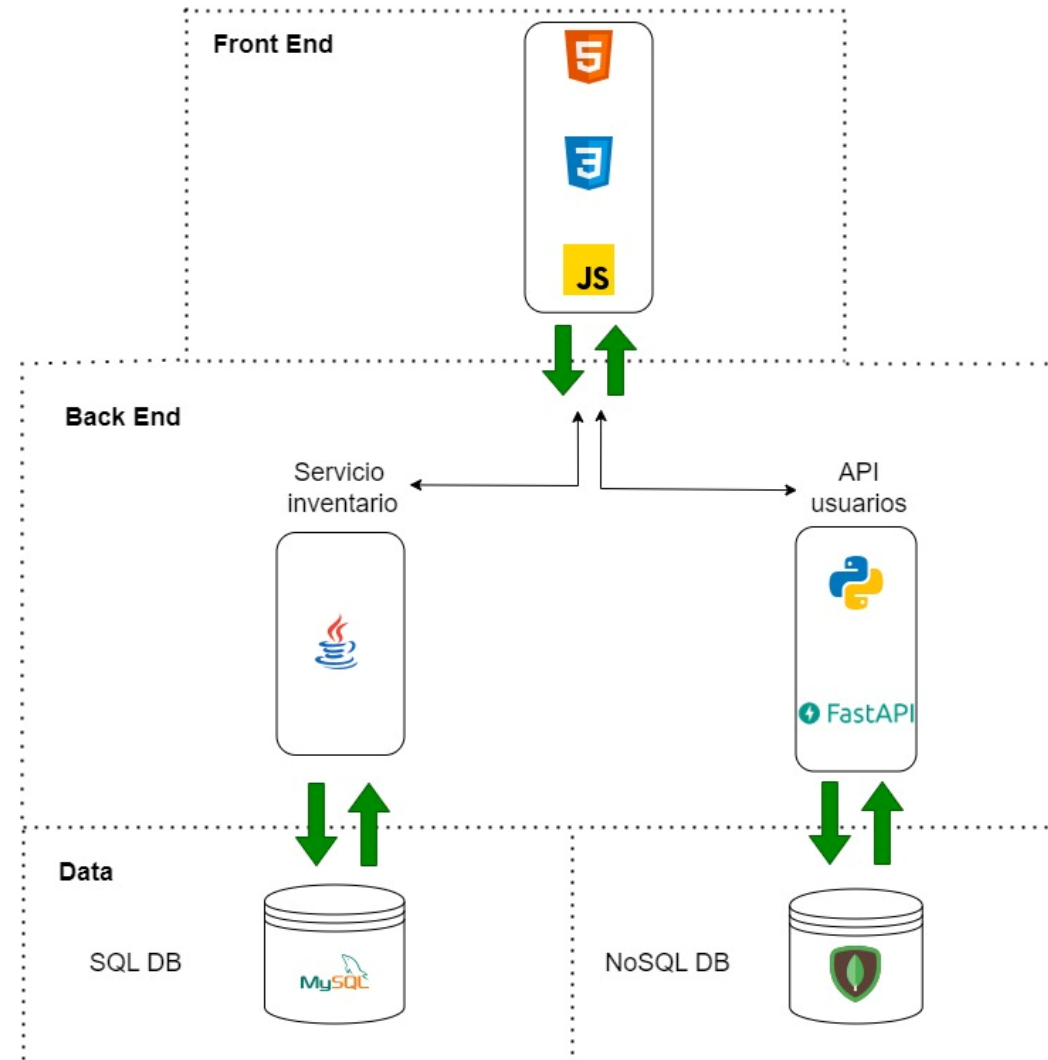 Front End
5
3
JS
Back End
Servicio
inventario
API
usuarios
FastAPI
Data
SQL DB
MySQL
NoSQL DB